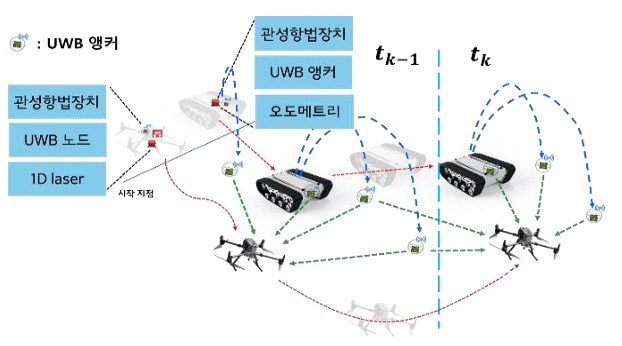 : UWB 앵커
관성항법장치
UWB 노드
1D laser
관성항법장치
UWB 앵커
오도메트리
시작 지점
t_{k-1}
t_k